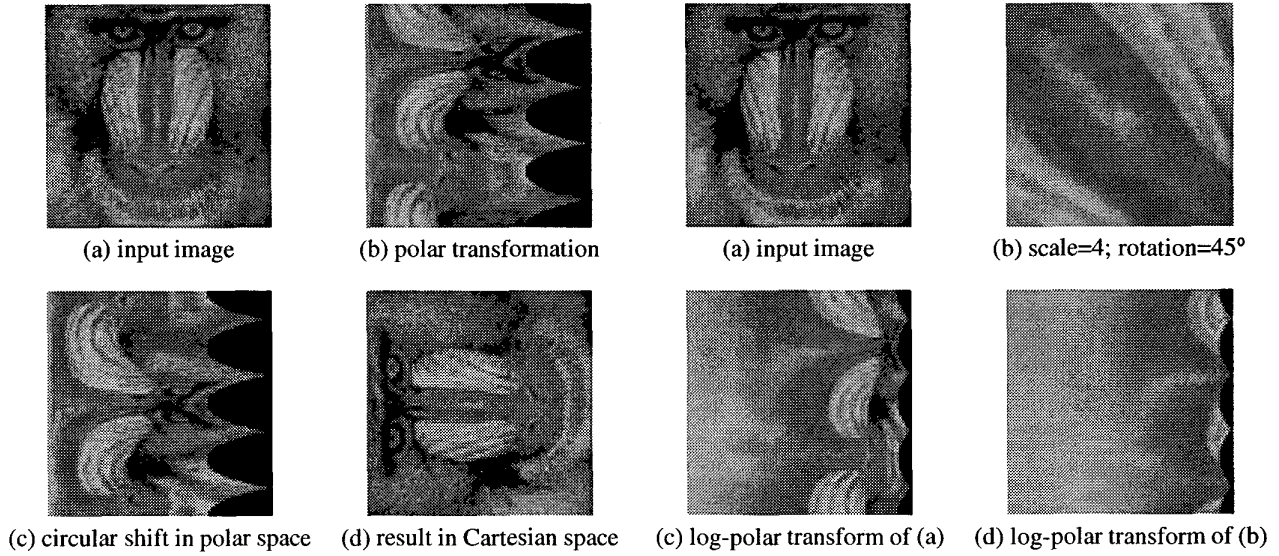 (a) input image
(b) polar transformation
(a) input image
(b) scale=4; rotation=45º
(c) circular shift in polar space
(d) result in Cartesian space
(c) log-polar transform of (a)
(d) log-polar transform of (b)